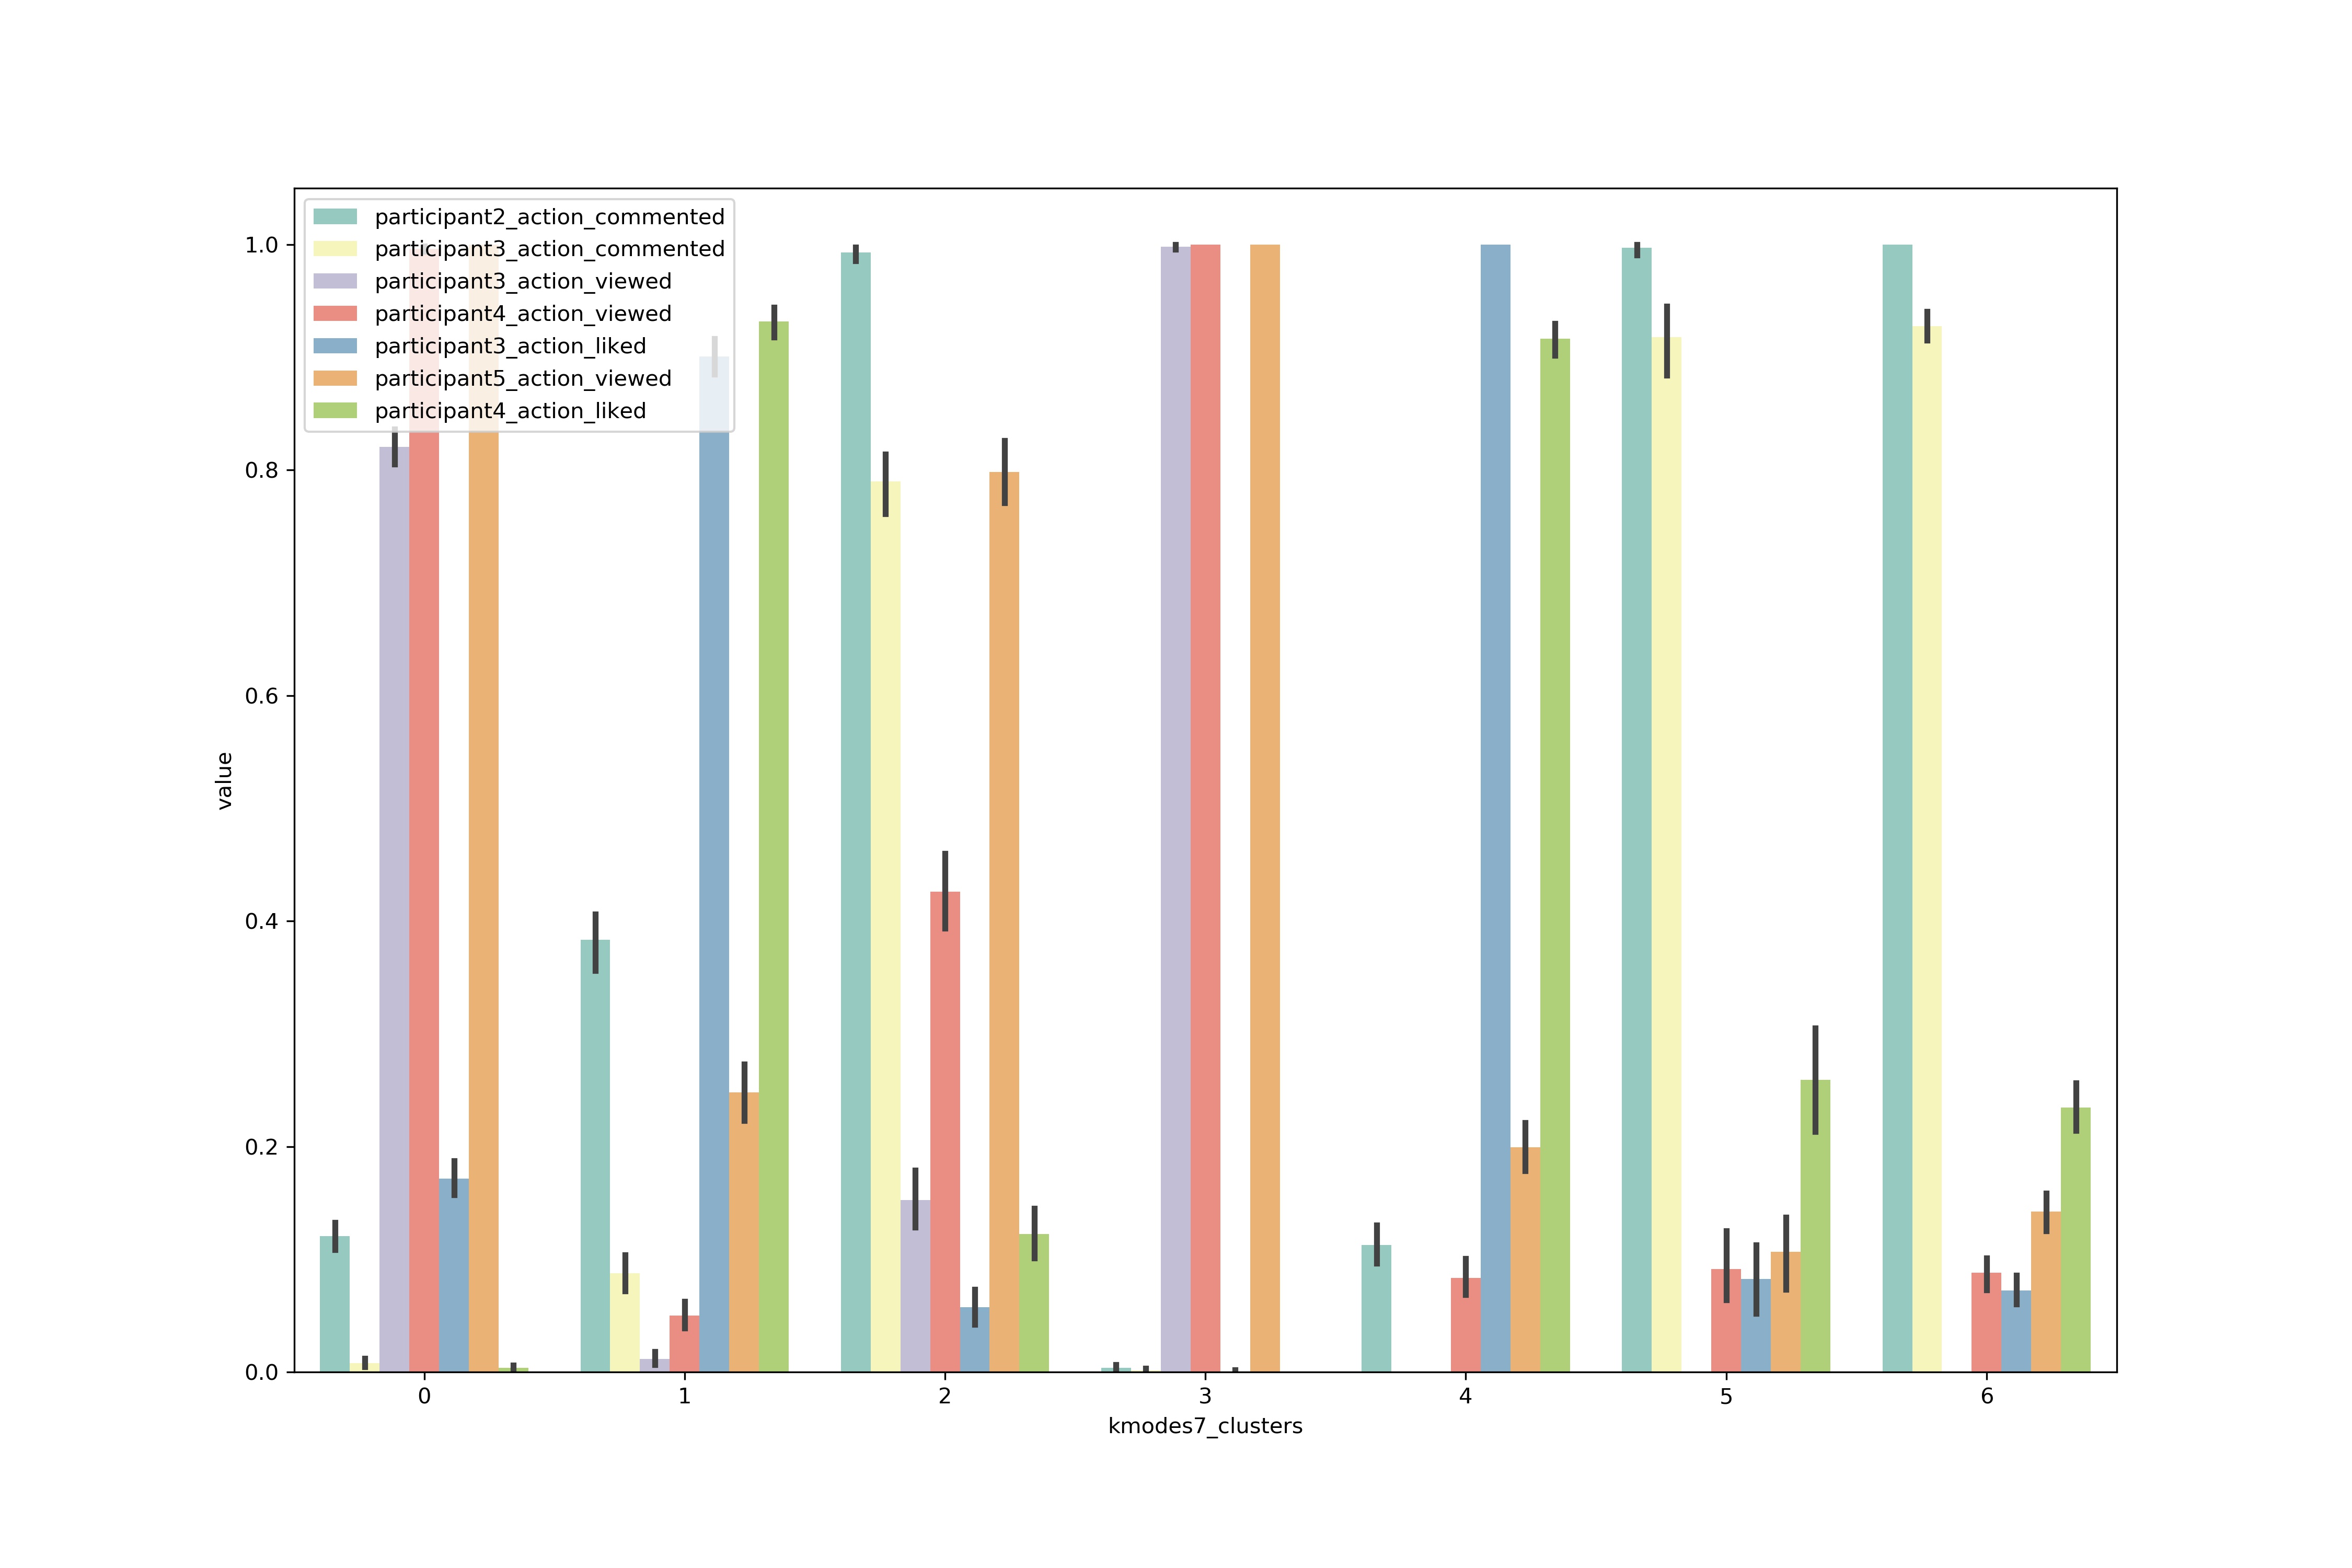 participant2_action_commented
participant3_action_commented
participant3_action_viewed
participant4_action_viewed
participant3_action_liked
participant5_action_viewed
participant4_action_liked
1.0
0.8
0.6
0.4
0.2
0.0
value
0 1 2 3 4 5 6
kmodes7_clusters